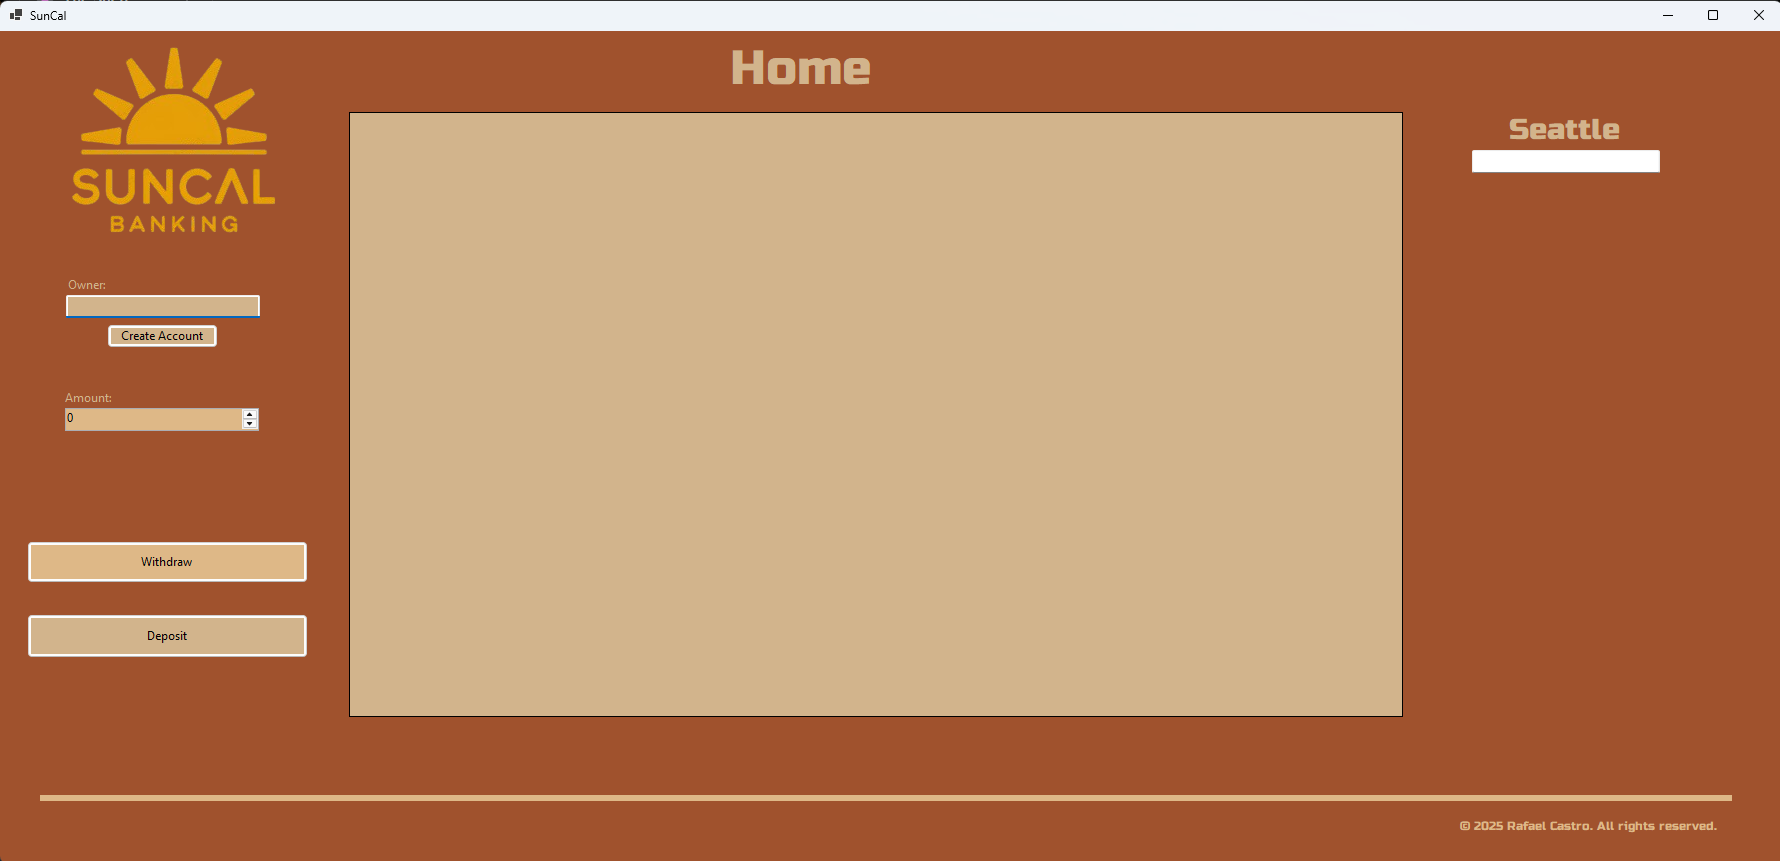 SunCal
Home
SUNCAL
BANKING
Seattle
Owner:
Create Account
Amount:
0
Withdraw
Deposit
© 2025 Rafael Castro. All rights reserved.